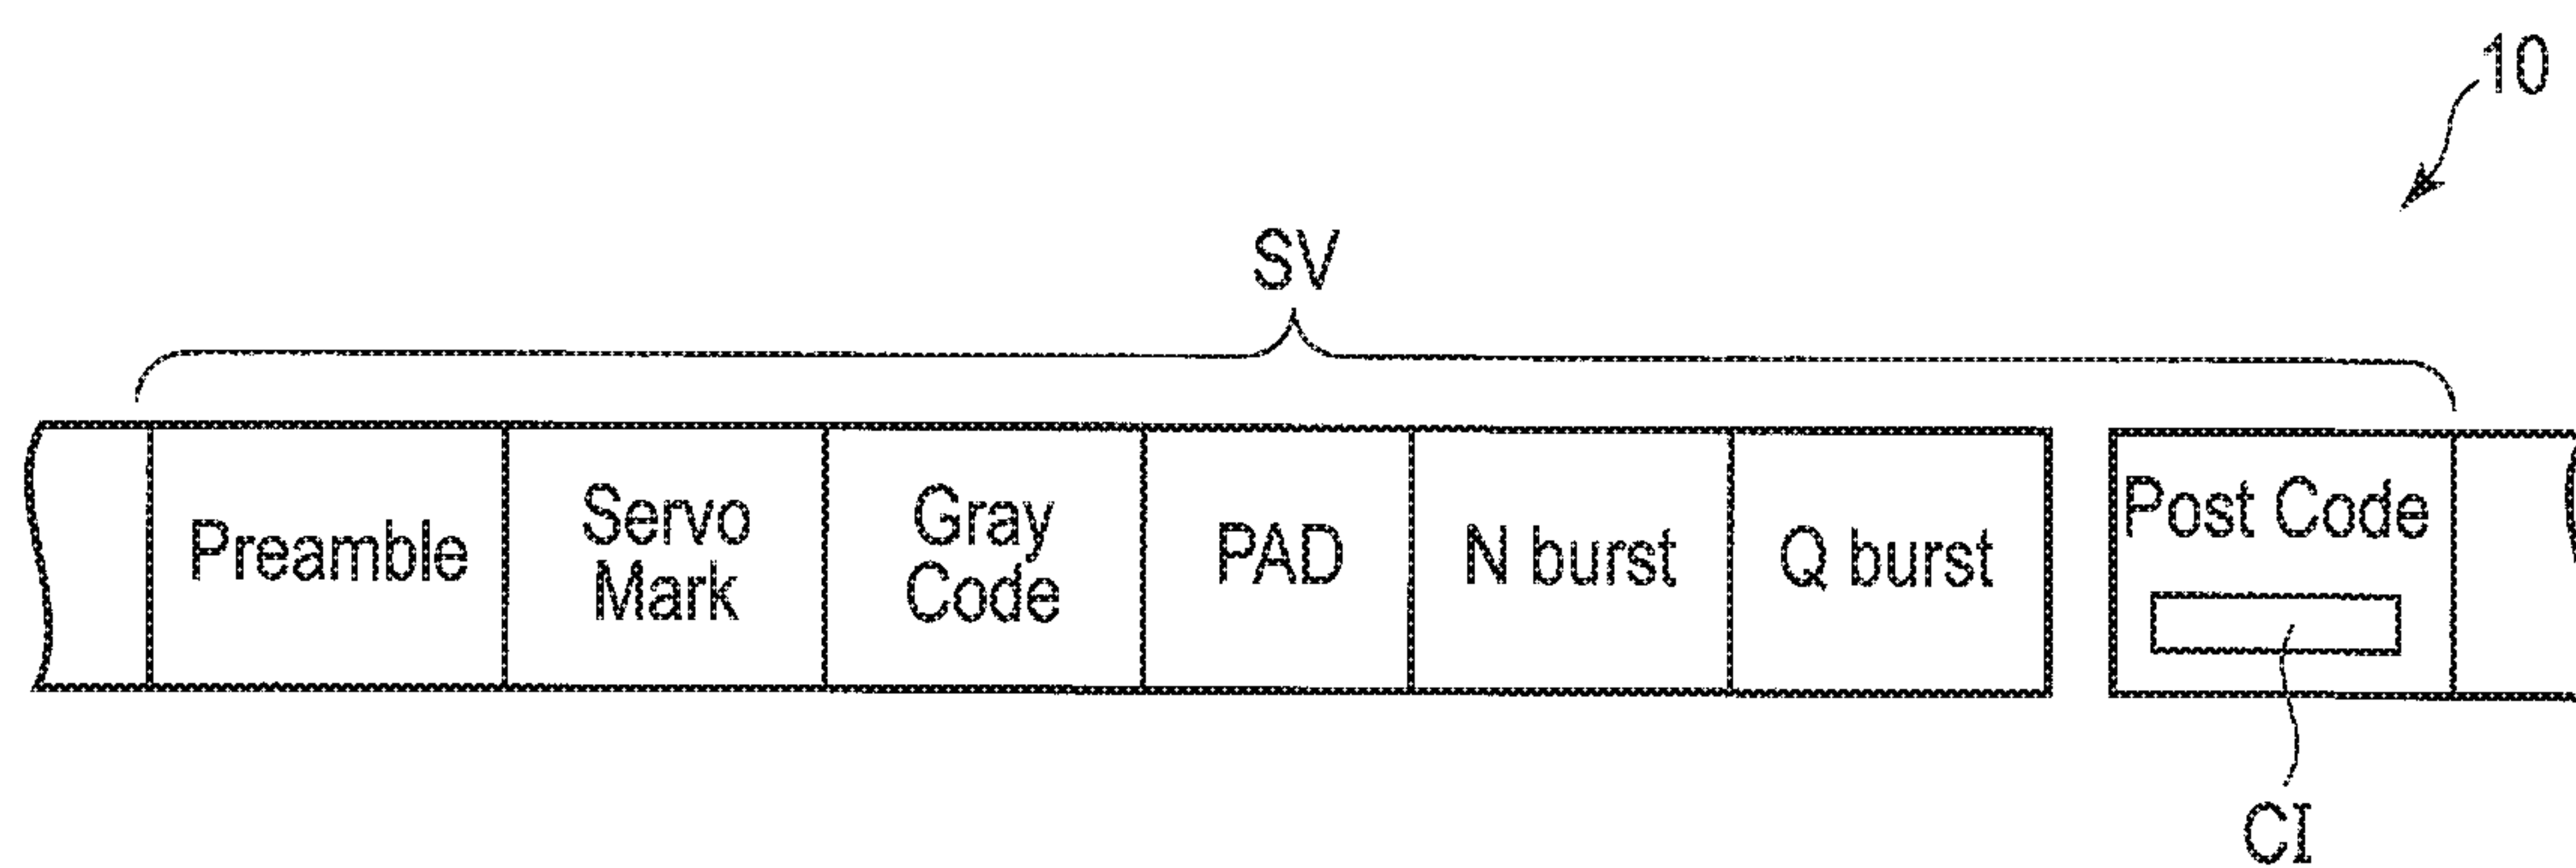 10
SV
Preamble
Servo
Mark
Gray
Code
PAD
N burst
Q burst
Post Code
CI